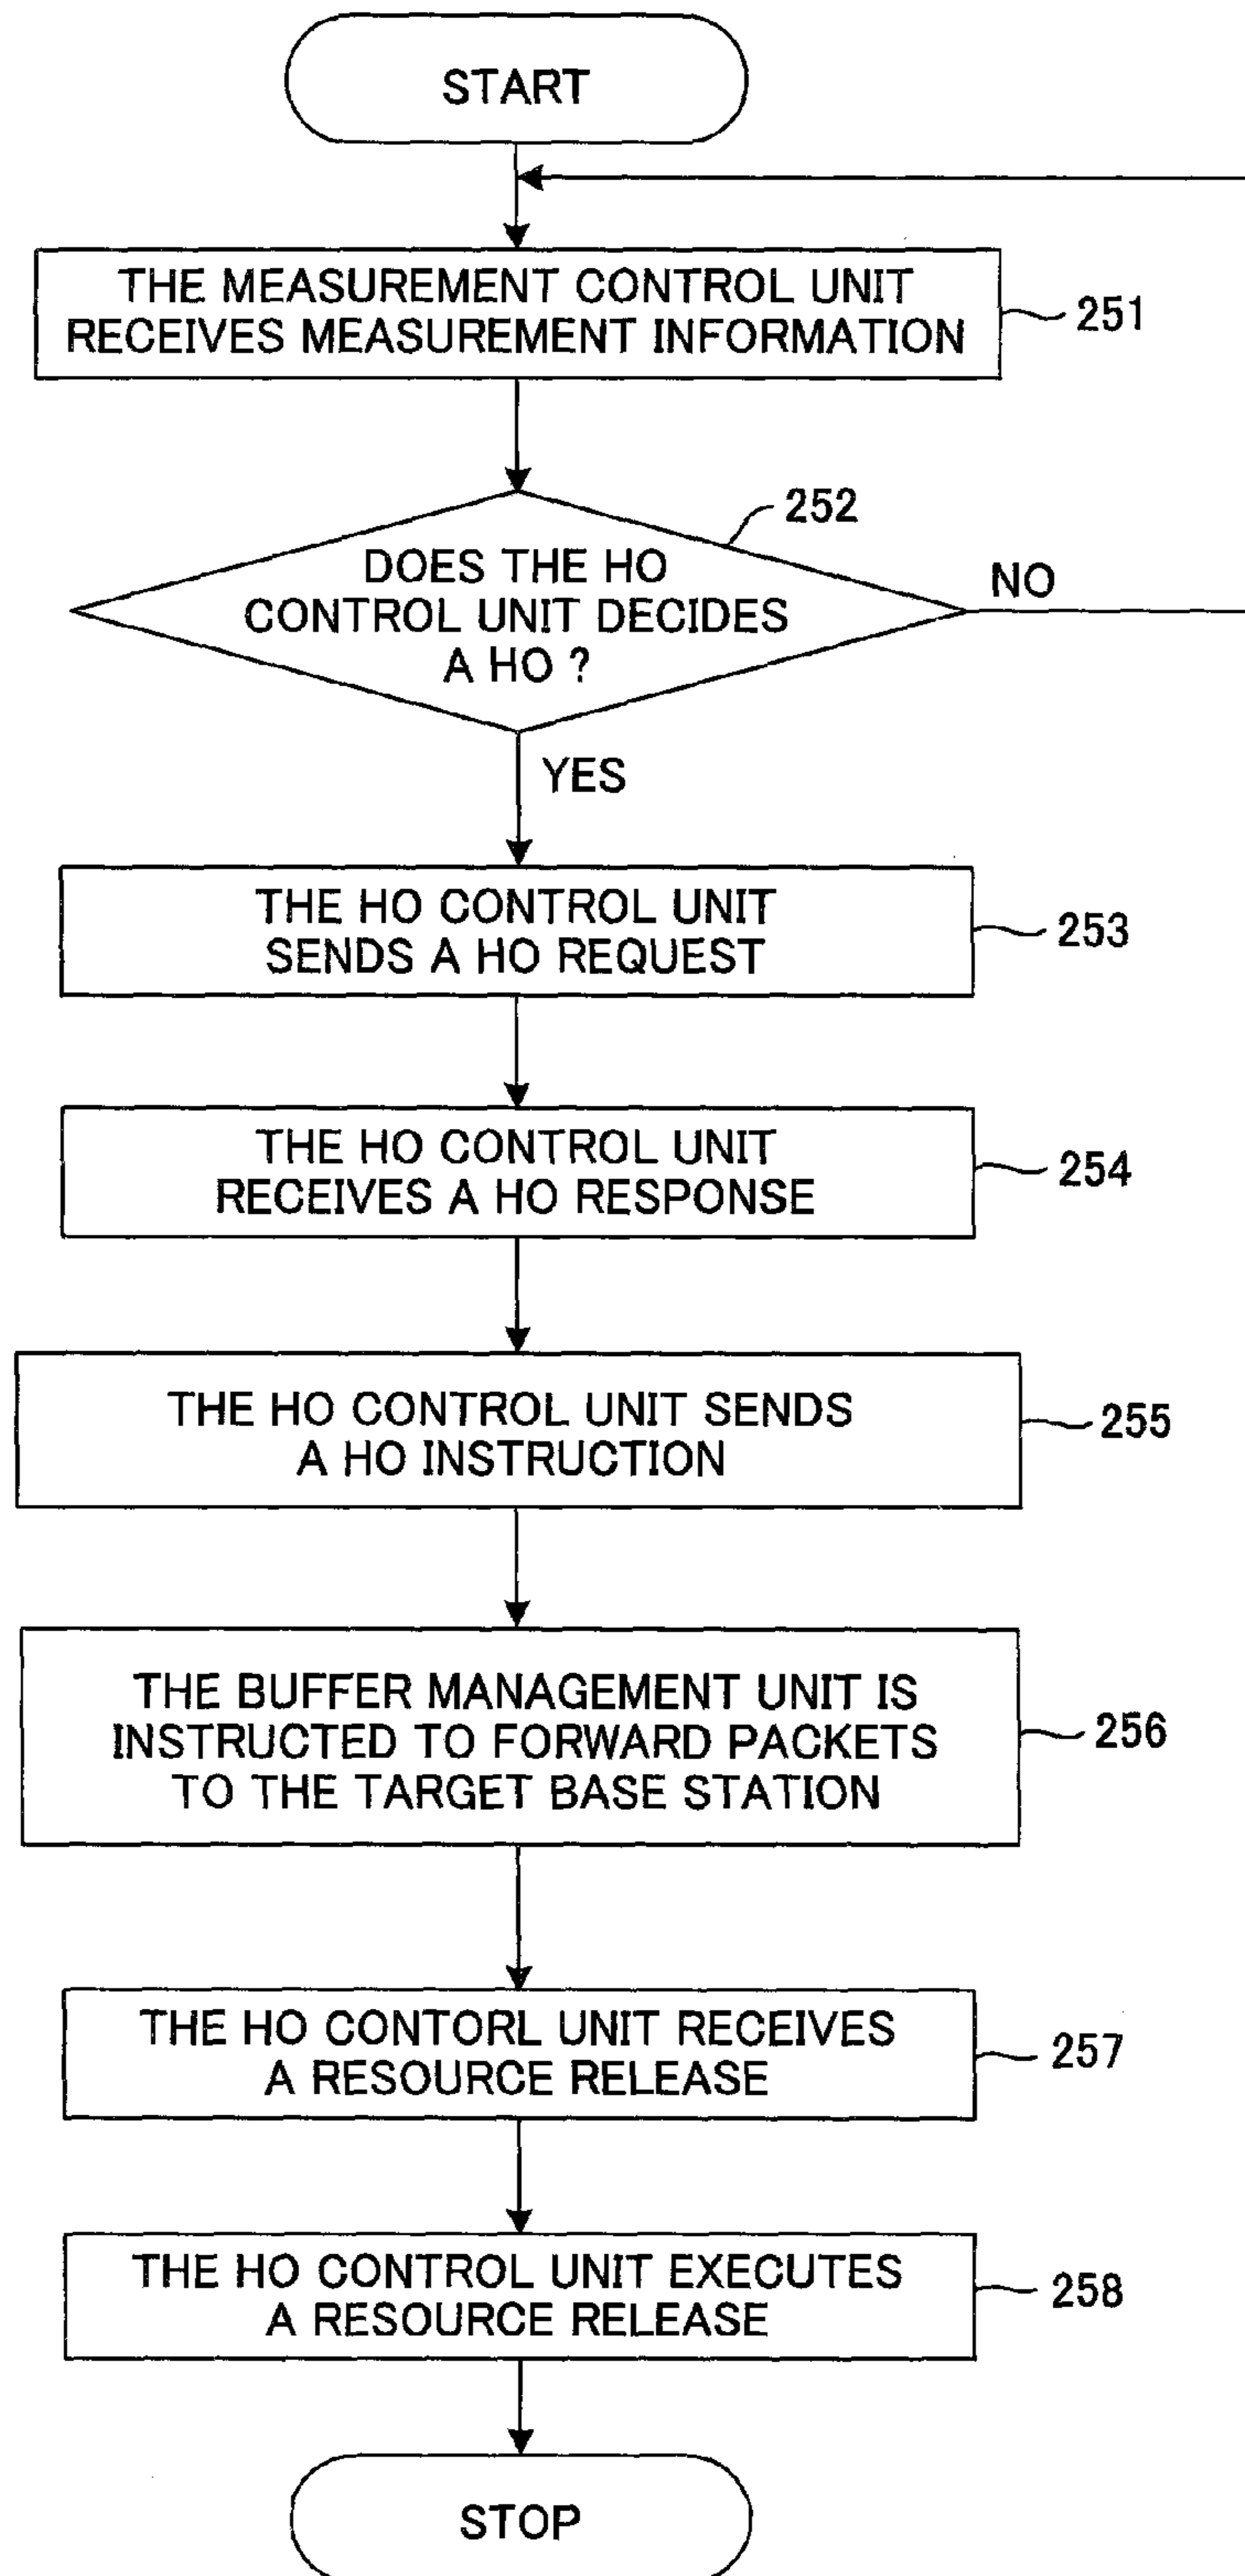 START
THE MEASUREMENT CONTROL UNIT
RECEIVES MEASUREMENT INFORMATION
251
252
DOES THE HO
CONTROL UNIT DECIDES
A HO ?
NO
YES
THE HO CONTROL UNIT
SENDS A HO REQUEST
253
THE HO CONTROL UNIT
RECEIVES A HO RESPONSE
254
THE HO CONTROL UNIT SENDS
A HO INSTRUCTION
255
THE BUFFER MANAGEMENT UNIT IS
INSTRUCTED TO FORWARD PACKETS
TO THE TARGET BASE STATION
256
THE HO CONTORL UNIT RECEIVES
A RESOURCE RELEASE
257
THE HO CONTROL UNIT EXECUTES
A RESOURCE RELEASE
258
STOP